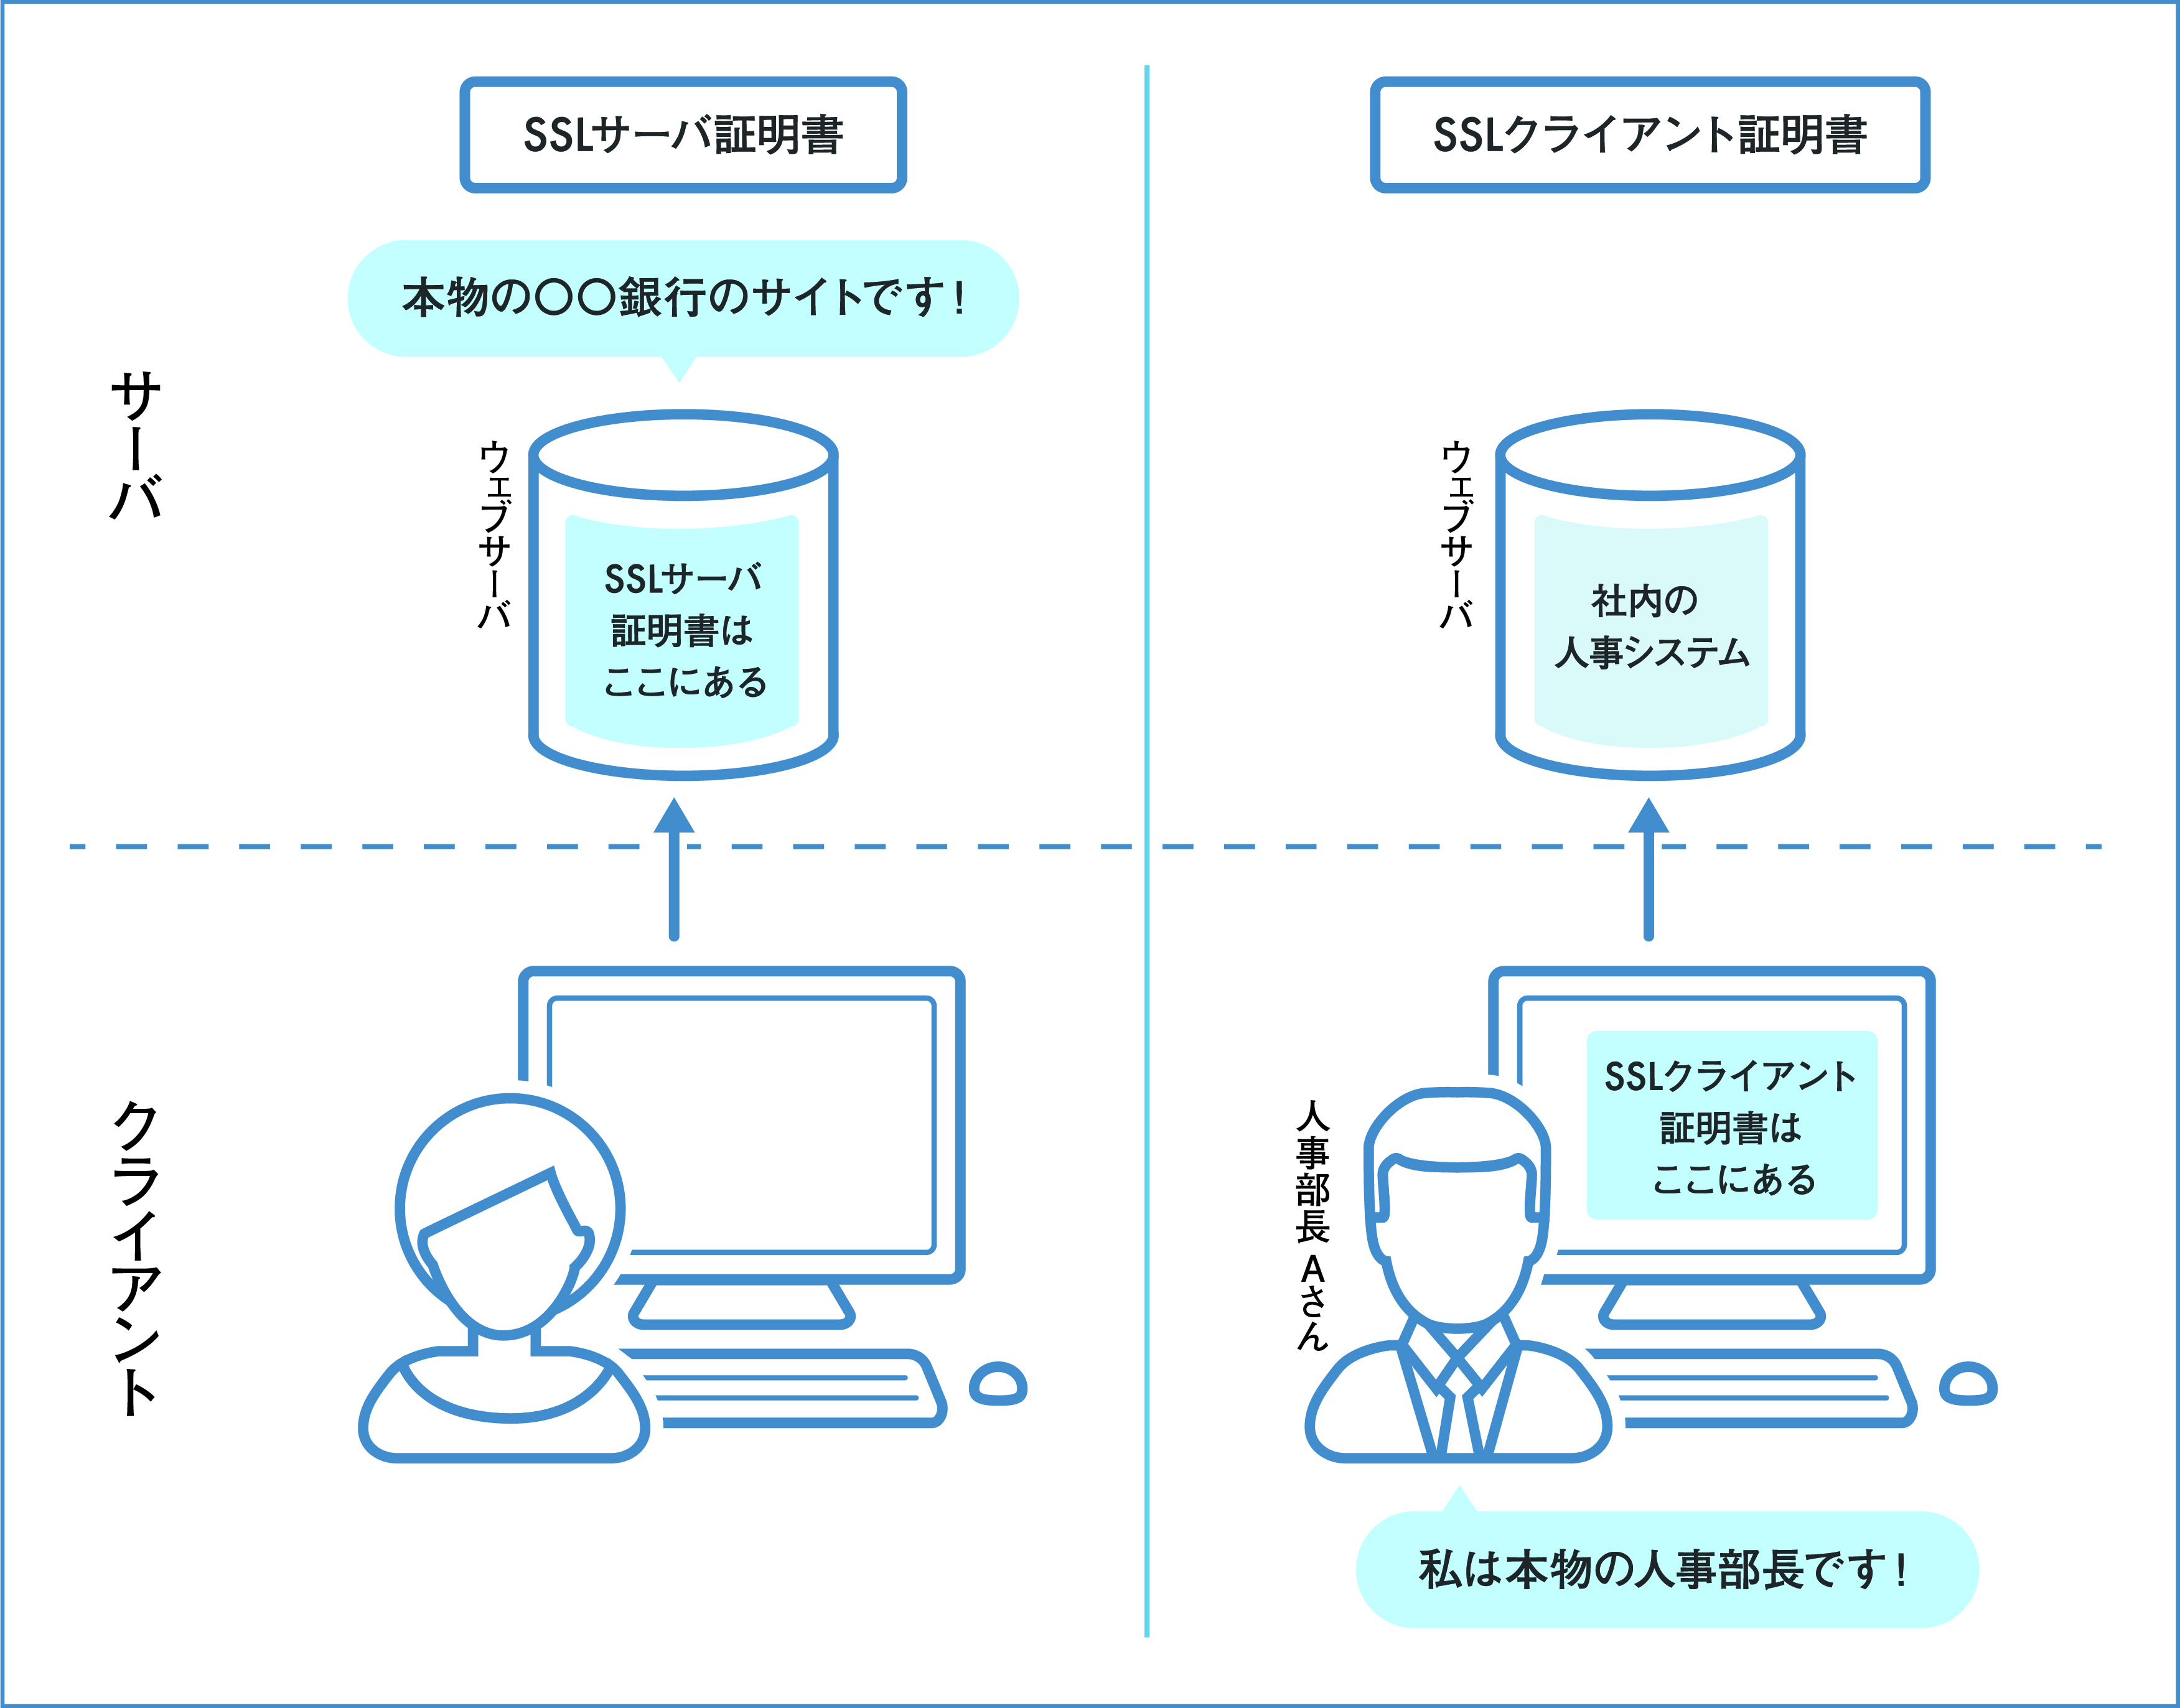 SSLサーバ証明書
SSLクライアント証明書
本物の〇〇〇銀行のサイトです！
サーバ
ウェブサーバ
SSLサーバ
証明書は
ここにある
ウェブサーバ
社内の
人事システム
クライアント
人事部長 Aさん
SSLクライアント
証明書は
ここにある
私は本物の人事部長です！